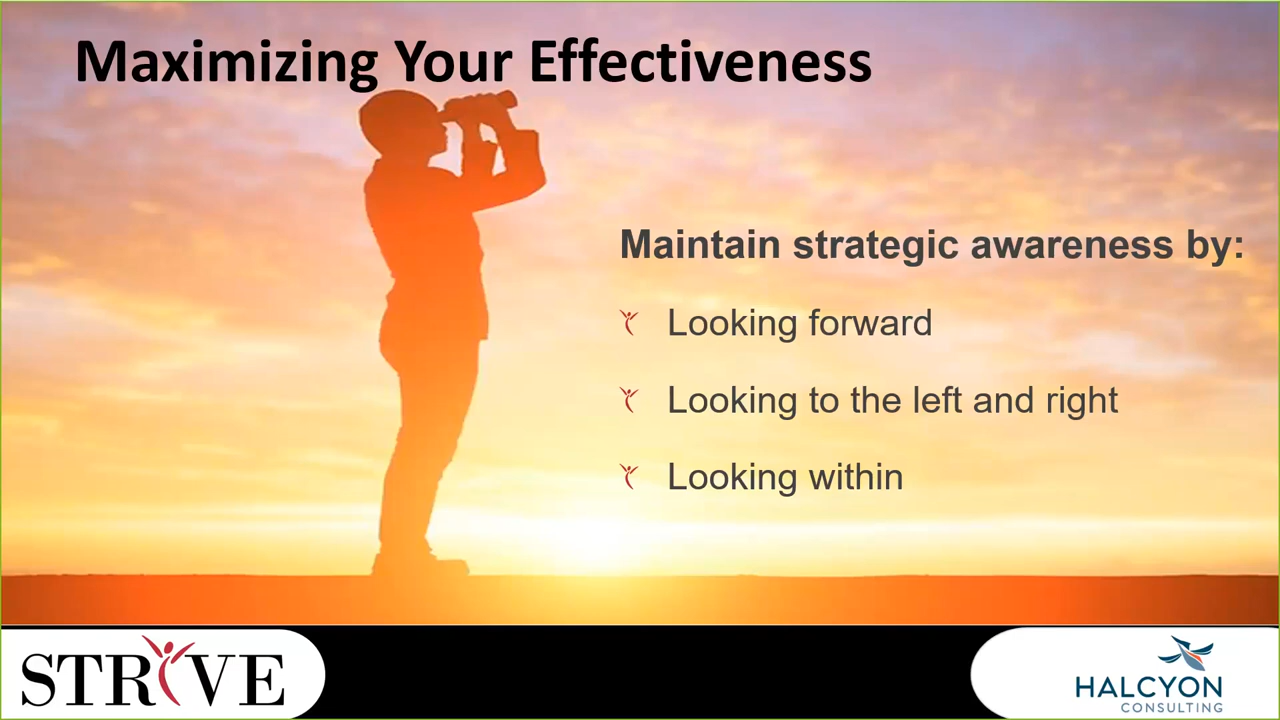 Maximizing Your Effectiveness
Maintain strategic awareness by:
Looking forward
Looking to the left and right
Looking within
STRIVE
HALCYON
CONSULTING